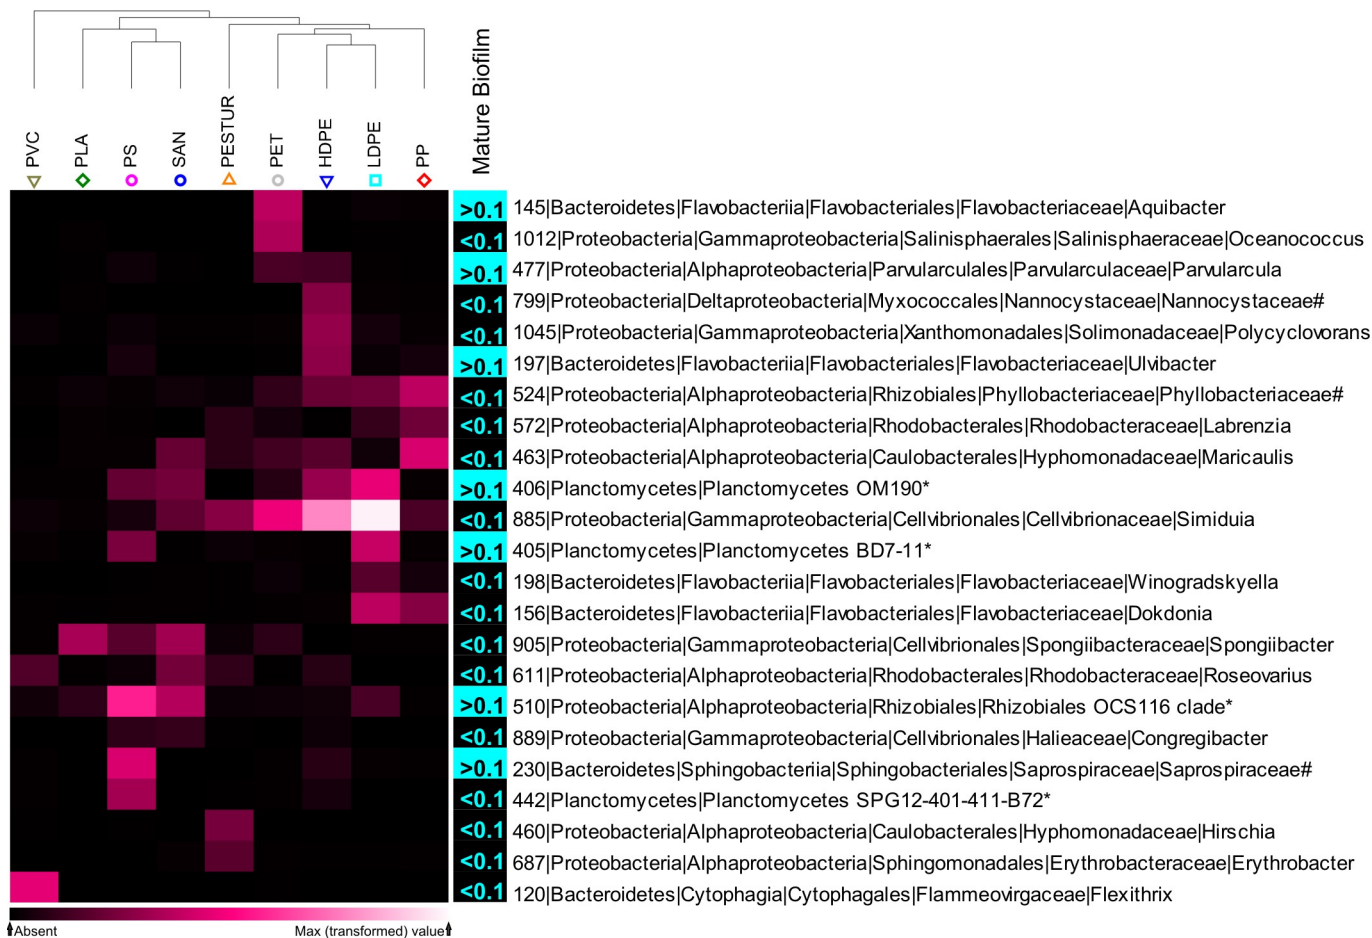 PVC
PLA
PS
SAN
PESTUR
PET
HDPE
LDPE
PP
Mature Biofilm
>0.1 145|Bacteroidetes|Flavobacteriia|Flavobacteriales|Flavobacteriaceae|Aquibacter
<0.1 1012|Proteobacteria|Gammaproteobacteria|Salinisphaerales|Salinisphaeraceae|Oceanococcus
>0.1 477|Proteobacteria|Alphaproteobacteria|Parvularculales|Parvularculaceae|Parvularcula
<0.1 799|Proteobacteria|Deltaproteobacteria|Myxococcales|Nannocystaceae|Nannocystaceae#
<0.1 1045|Proteobacteria|Gammaproteobacteria|Xanthomonadales|Solimonadaceae|Polycyclovorans
>0.1 197|Bacteroidetes|Flavobacteriia|Flavobacteriales|Flavobacteriaceae|Ulvibacter
<0.1 524|Proteobacteria|Alphaproteobacteria|Rhizobiales|Phyllobacteriaceae|Phyllobacteriaceae#
<0.1 572|Proteobacteria|Alphaproteobacteria|Rhodobacterales|Rhodobacteraceae|Labrenzia
<0.1 463|Proteobacteria|Alphaproteobacteria|Caulobacterales|Hyphomonadaceae|Maricaulis
>0.1 406|Planctomycetes|Planctomycetes OM190*
<0.1 885|Proteobacteria|Gammaproteobacteria|Cellvibrionales|Cellvibrionaceae|Simiduia
>0.1 405|Planctomycetes|Planctomycetes BD7-11*
<0.1 198|Bacteroidetes|Flavobacteriia|Flavobacteriales|Flavobacteriaceae|Winogradskyella
<0.1 156|Bacteroidetes|Flavobacteriia|Flavobacteriales|Flavobacteriaceae|Dokdonia
<0.1 905|Proteobacteria|Gammaproteobacteria|Cellvibrionales|Spongiibacteraceae|Spongiibacter
<0.1 611|Proteobacteria|Alphaproteobacteria|Rhodobacterales|Rhodobacteraceae|Roseovarius
>0.1 510|Proteobacteria|Alphaproteobacteria|Rhizobiales|Rhizobiales OCS116 clade*
<0.1 889|Proteobacteria|Gammaproteobacteria|Cellvibrionales|Halieaceae|Congregibacter
>0.1 230|Bacteroidetes|Sphingobacteriia|Sphingobacteriales|Saprospiraceae|Saprospiraceae#
<0.1 442|Planctomycetes|Planctomycetes SPG12-401-411-B72*
<0.1 460|Proteobacteria|Alphaproteobacteria|Caulobacterales|Hyphomonadaceae|Hirschia
<0.1 687|Proteobacteria|Alphaproteobacteria|Sphingomonadales|Erythrobacteraceae|Erythrobacter
<0.1 120|Bacteroidetes|Cytophagia|Cytophagales|Flammeovirgaceae|Flexithrix
Absent Max (transformed) value